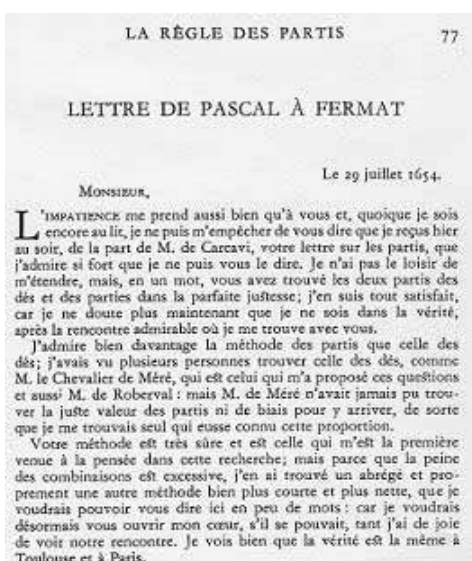 LA RÈGLE DES PARTIS 77
LETTRE DE PASCAL À FERMAT
Le 29 juillet 1654.
MONSIEUR,
L'IMPATIENCE me prend aussi bien qu'à vous et, quoique je sois
encore au lit, je ne puis m'empêcher de vous dire que je reçus hier
au soir, de la part de M. de Carcavi, votre lettre sur les partis, que
j'admire si fort que je ne puis vous le dire. Je n'ai pas le loisir de
m'étendre, mais, en un mot, vous avez trouvé les deux partis des
dés et des parties dans la parfaite justesse; j'en suis tout satisfait,
car je ne doute plus maintenant que je ne sois dans la vérité,
après la rencontre admirable où je me trouve avec vous.
J'admire bien davantage la méthode des partis que celle des
dés; j'avais vu plusieurs personnes trouver celle des dés, comme
M. le Chevalier de Méré, qui est celui qui m'a proposé ces questions
et aussi M. de Roberval : mais M. de Méré n'avait jamais pu trou-
ver la juste valeur des partis ni de biais pour y arriver, de sorte
que je me trouvais seul qui eusse connu cette proportion.
Votre méthode est très sûre et est celle qui m'est la première
venue à la pensée dans cette recherche; mais parce que la peine
des combinaisons est excessive, j'en ai trouvé un abrégé et pro-
prement une autre méthode bien plus courte et plus nette, que je
voudrais pouvoir vous dire ici en peu de mots : car je voudrais
désormais vous ouvrir mon cœur, s'il se pouvait, tant j'ai de joie
de voir notre rencontre. Je vois bien que la vérité est la même à
Toulouse et à Paris.